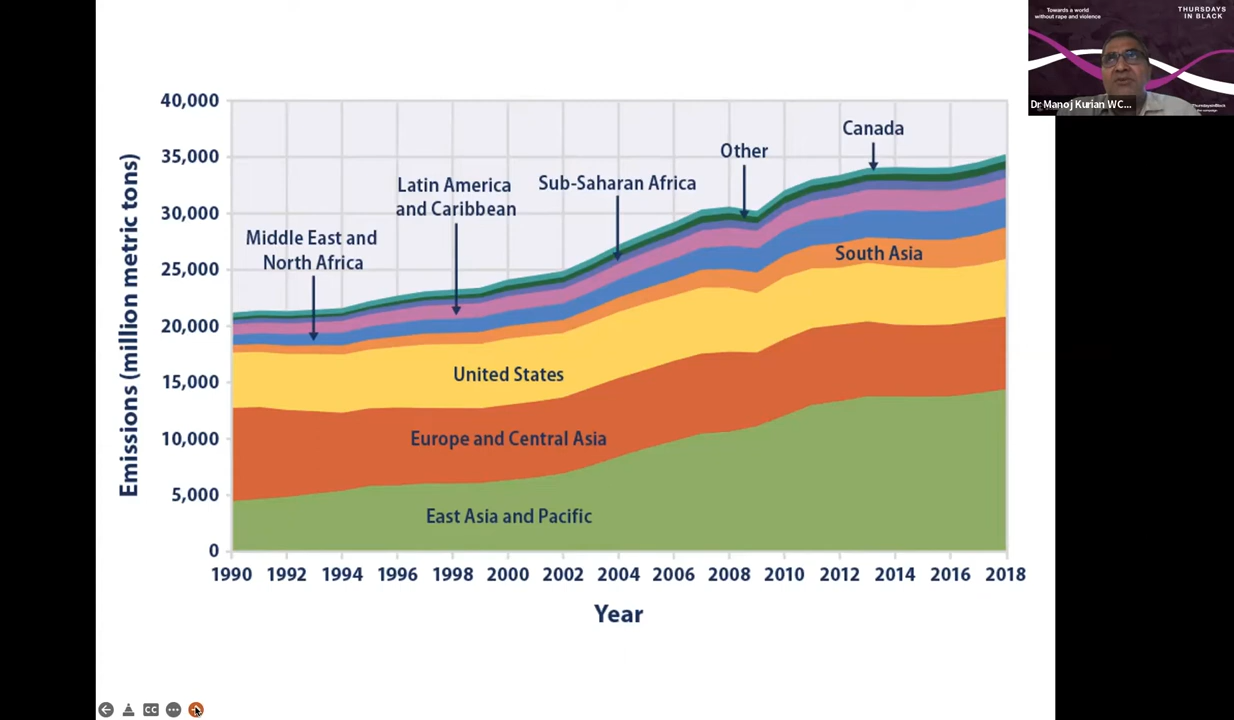 Towards a world
without rape and violence
THURSDAYS
IN BLACK
Dr Manoj Kurian WC...
40,000
35,000
30,000
25,000
20,000
15,000
10,000
5,000
0
Emissions (million metric tons)
Middle East and
North Africa
Latin America
and Caribbean
Sub-Saharan Africa
Other
Canada
South Asia
United States
Europe and Central Asia
East Asia and Pacific
1990 1992 1994 1996 1998 2000 2002 2004 2006 2008 2010 2012 2014 2016 2018
Year
CC